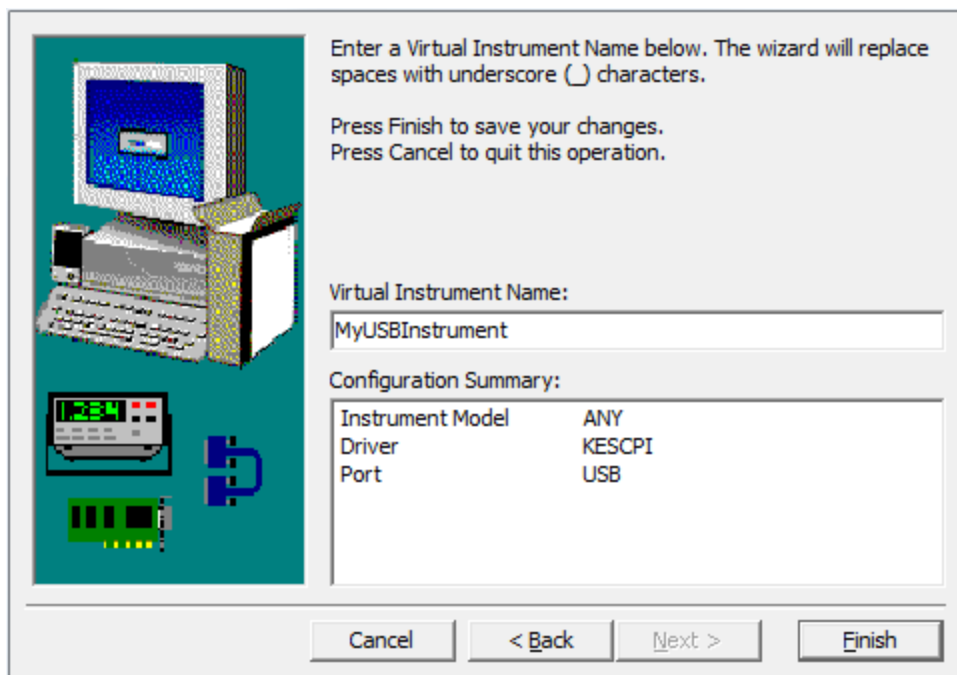 Enter a Virtual Instrument Name below. The wizard will replace
spaces with underscore (_) characters.
Press Finish to save your changes.
Press Cancel to quit this operation.
Virtual Instrument Name:
MyUSBInstrument
Configuration Summary:
Instrument Model ANY
Driver KESCPI
Port USB
1.234
Cancel < Back Next > Finish